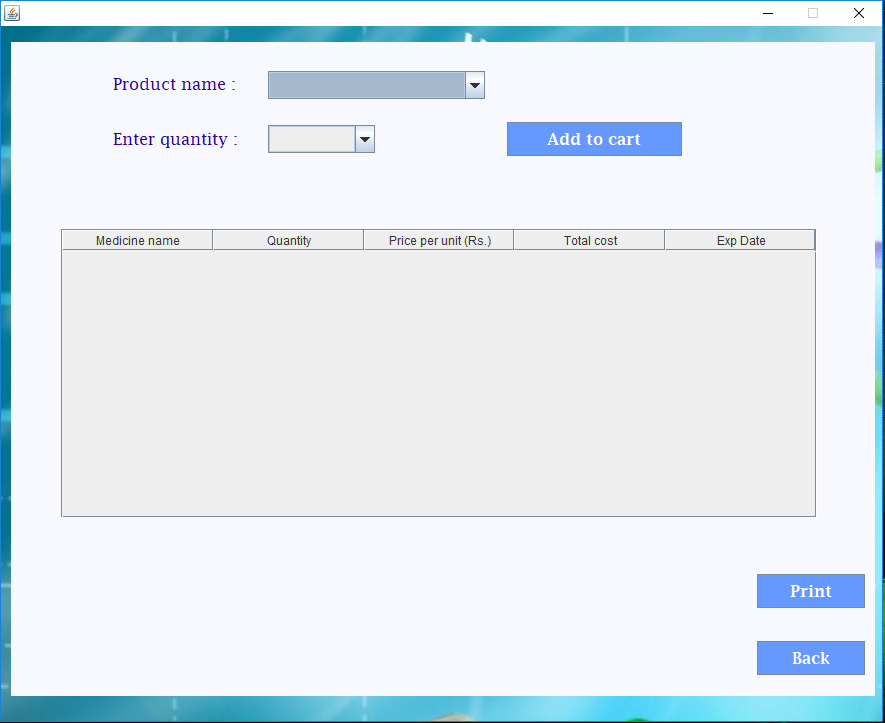 Product name :
Enter quantity :
Add to cart
Medicine name Quantity Price per unit (Rs.) Total cost Exp Date
Print
Back